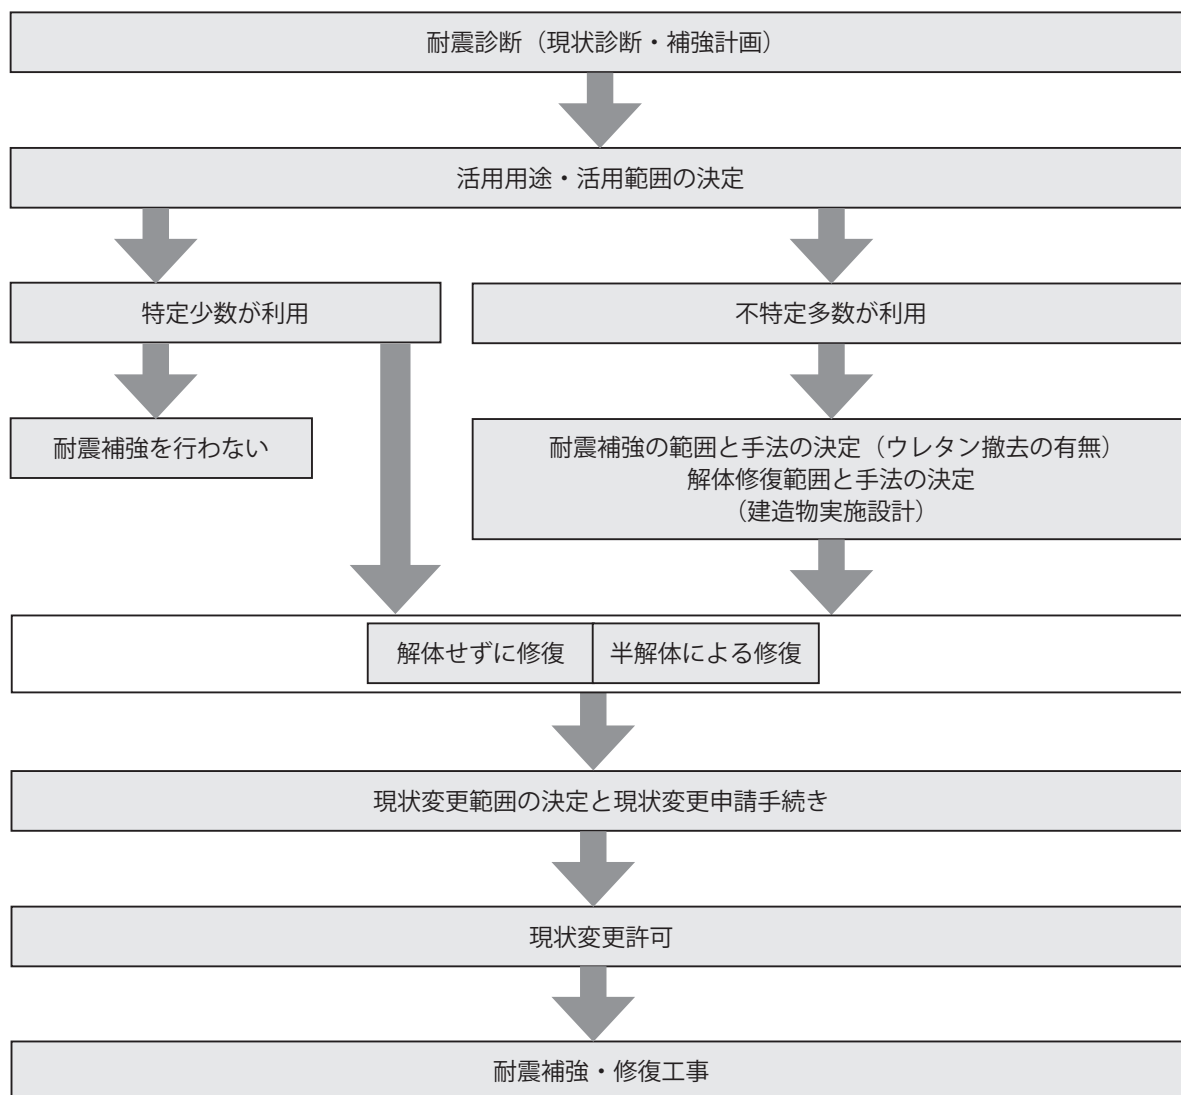 耐震診断（現状診断・補強計画）
活用用途・活用範囲の決定
特定少数が利用
不特定多数が利用
耐震補強を行わない
耐震補強の範囲と手法の決定（ウレタン撤去の有無）
解体修復範囲と手法の決定
（建造物実施設計）
解体せずに修復
半解体による修復
現状変更範囲の決定と現状変更申請手続き
現状変更許可
耐震補強・修復工事